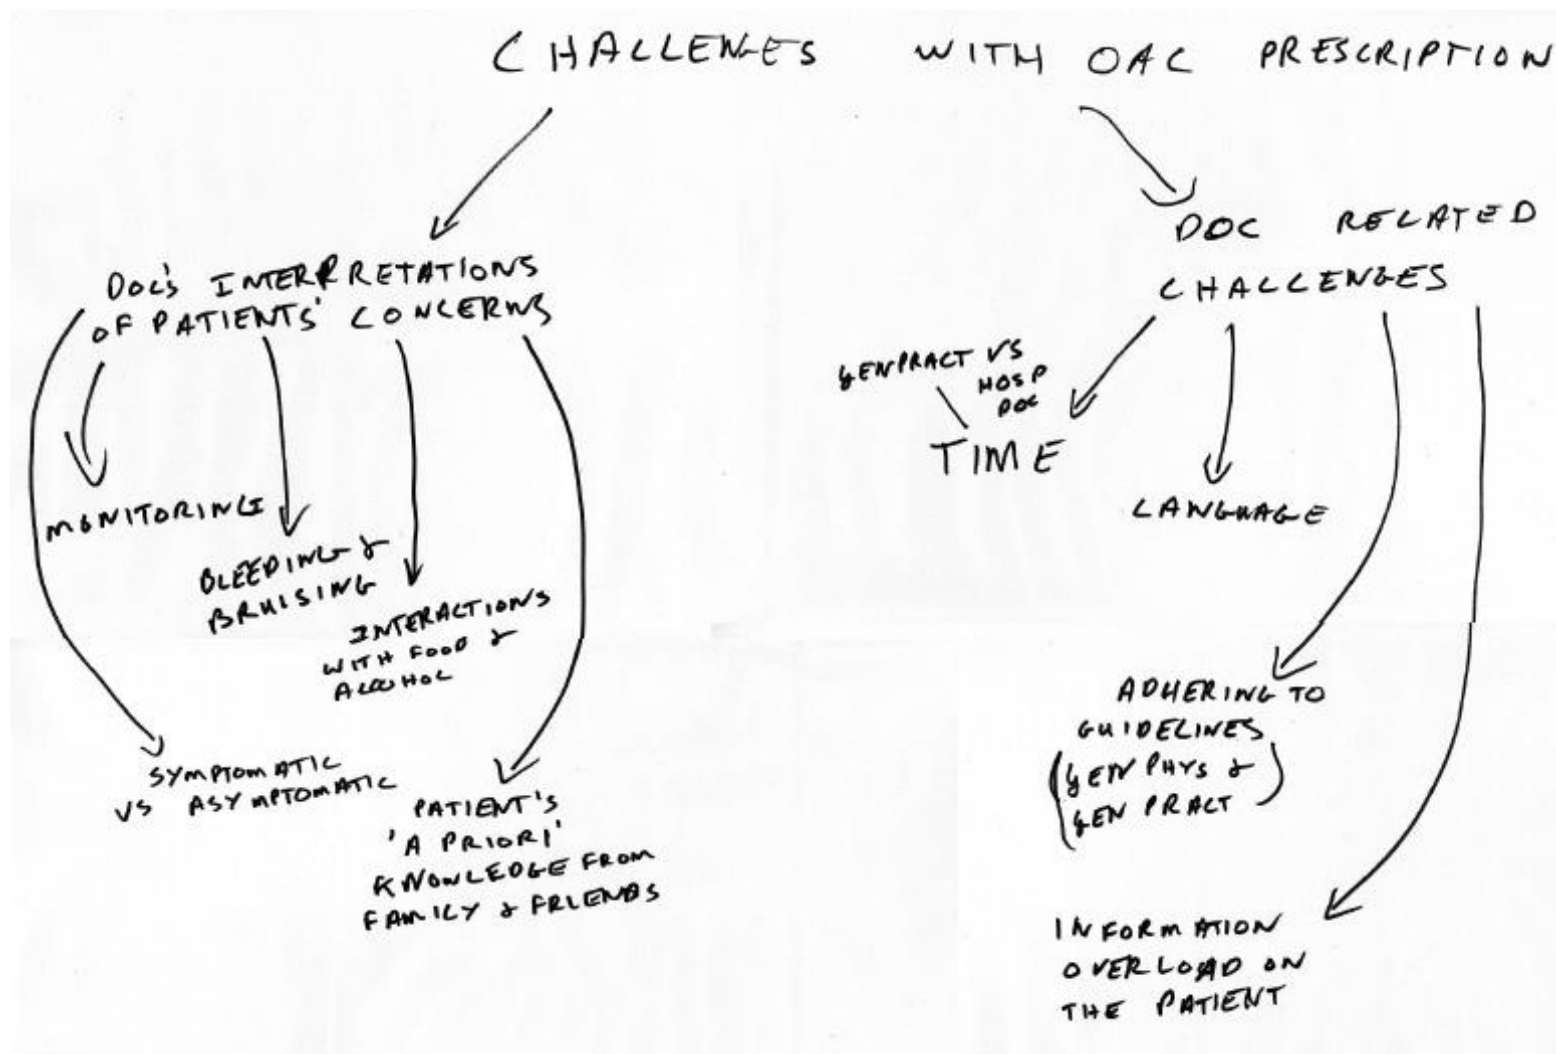 CHALLENGES WITH OAC PRESCRIPTION
DOC'S INTERPRETATIONS
OF PATIENTS' CONCERNS
MONITORING
BLEEDING &
BRUISING
INTERACTIONS
WITH FOOD &
ALCOHOL
SYMPTOMATIC
VS ASYMPTOMATIC
PATIENT'S
'A PRIORI'
KNOWLEDGE FROM
FAMILY & FRIENDS
DOC RELATED
CHALLENGES
GENPRACT VS
HOSP
DOC
TIME
LANGUAGE
ADHERING TO
GUIDELINES
(GEN PHYS &
GEN PRACT)
INFORMATION
OVERLOAD ON
THE PATIENT